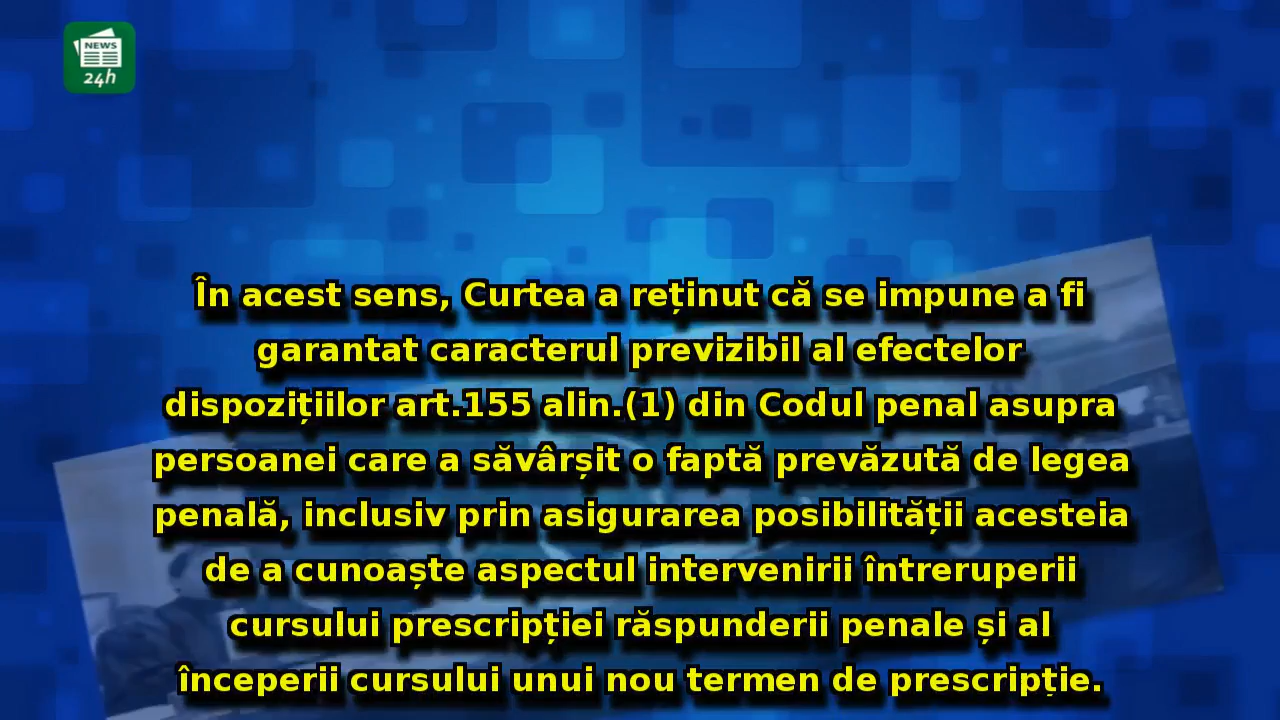 NEWS
24h
În acest sens, Curtea a reținut că se impune a fi
garantat caracterul previzibil al efectelor
dispozițiilor art.155 alin.(1) din Codul penal asupra
persoanei care a săvârșit o faptă prevăzută de legea
penală, inclusiv prin asigurarea posibilității acesteia
de a cunoaște aspectul intervenirii întreruperii
cursului prescripției răspunderii penale și al
începerii cursului unui nou termen de prescripție.